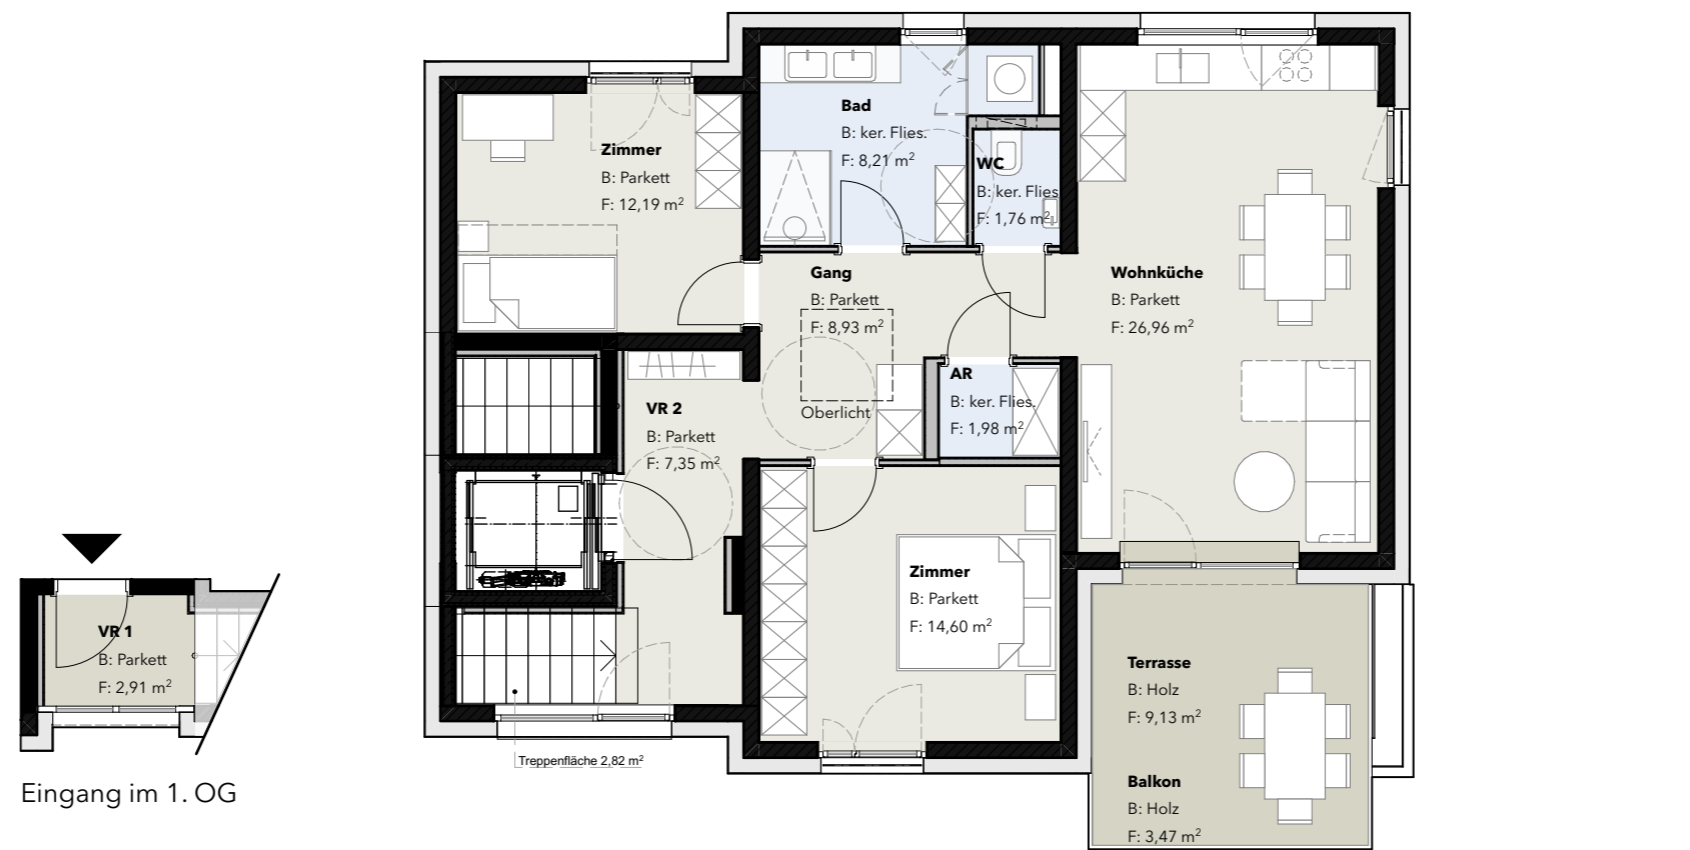 Zimmer
B: Parkett
F: 12,19 m²
Bad
B: ker. Flies.
F: 8,21 m²
WC
B: ker. Flies
F: 1,76 m²
Gang
B: Parkett
F: 8,93 m²
Oberlicht
Wohnküche
B: Parkett
F: 26,96 m²
AR
B: ker. Flies.
F: 1,98 m²
VR 2
B: Parkett
F: 7,35 m²
Zimmer
B: Parkett
F: 14,60 m²
VR 1
B: Parkett
F: 2,91 m²
Terrasse
B: Holz
F: 9,13 m²
Treppenfläche 2,82 m²
Balkon
B: Holz
F: 3,47 m²
Eingang im 1. OG